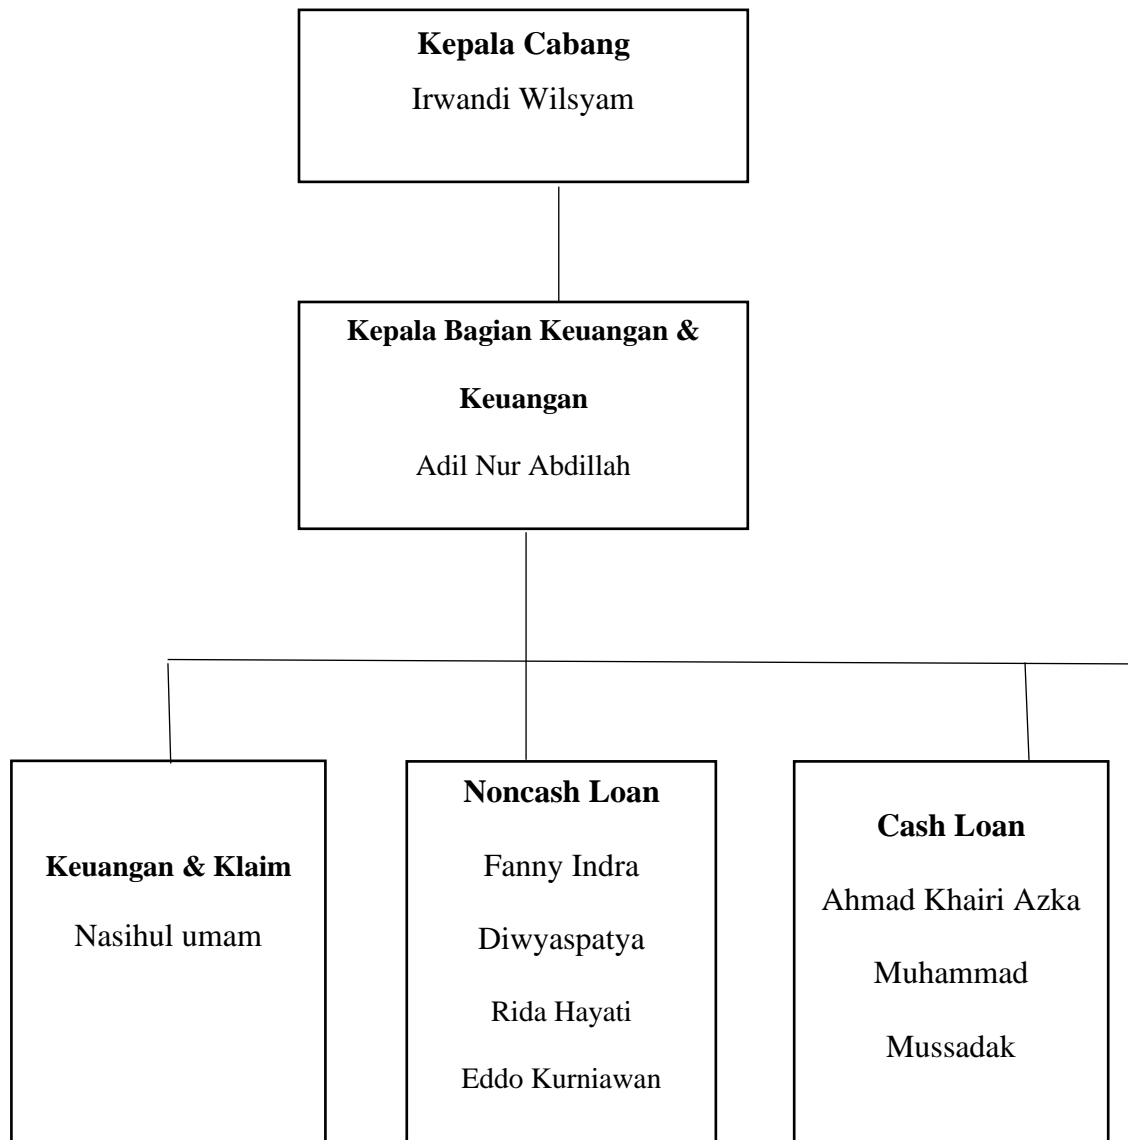 Kepala Cabang
Irwandi Wilsyam
Kepala Bagian Keuangan &
Keuangan
Adil Nur Abdillah
Keuangan & Klaim
Nasihul umam
Noncash Loan
Fanny Indra
Diwyaspatya
Rida Hayati
Eddo Kurniawan
Cash Loan
Ahmad Khairi Azka
Muhammad
Mussadak